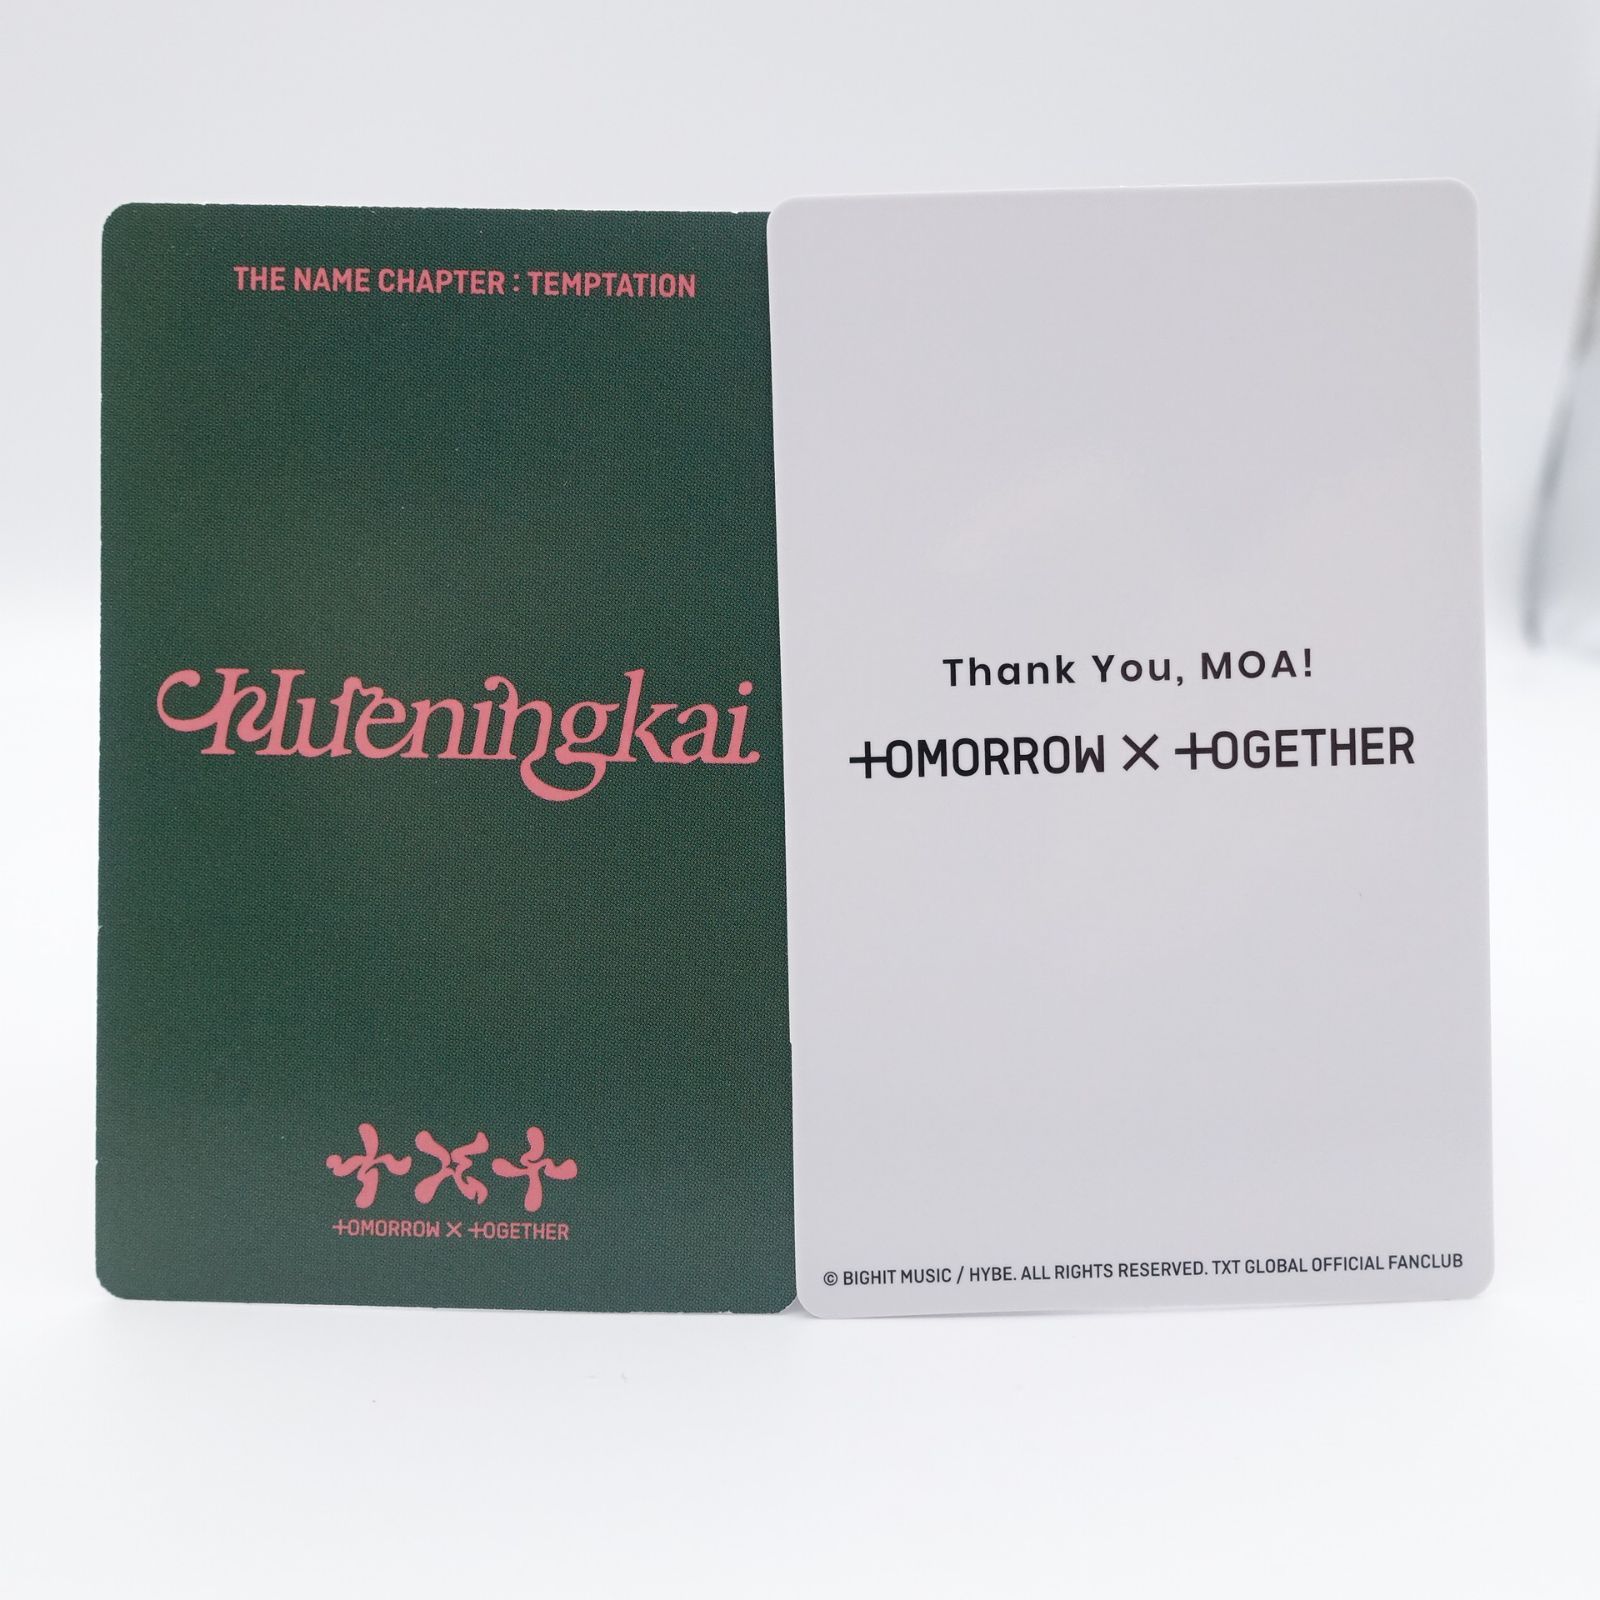 THE NAME CHAPTER : TEMPTATION
Hueningkai
TOMORROW X TOGETHER
Thank You, MOA!
TOMORROW X TOGETHER
© BIGHIT MUSIC / HYBE. ALL RIGHTS RESERVED. TXT GLOBAL OFFICIAL FANCLUB